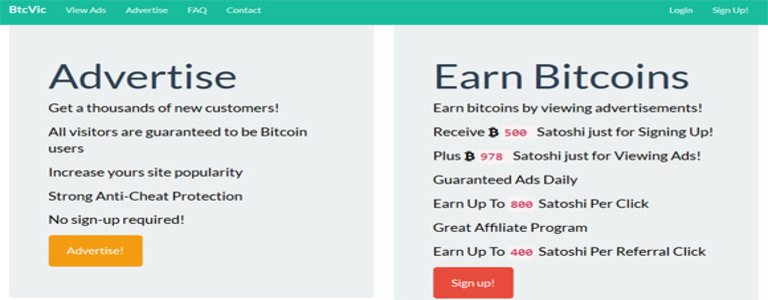 BtcVic View Ads Advertise FAQ Contact Login Sign Up!
Advertise
Get a thousands of new customers!
All visitors are guaranteed to be Bitcoin
users
Increase yours site popularity
Strong Anti-Cheat Protection
No sign-up required!
Advertise!
Earn Bitcoins
Earn bitcoins by viewing advertisements!
Receive ₿ 500 Satoshi just for Signing Up!
Plus ₿ 978 Satoshi just for Viewing Ads!
Guaranteed Ads Daily
Earn Up To 800 Satoshi Per Click
Great Affiliate Program
Earn Up To 400 Satoshi Per Referral Click
Sign up!